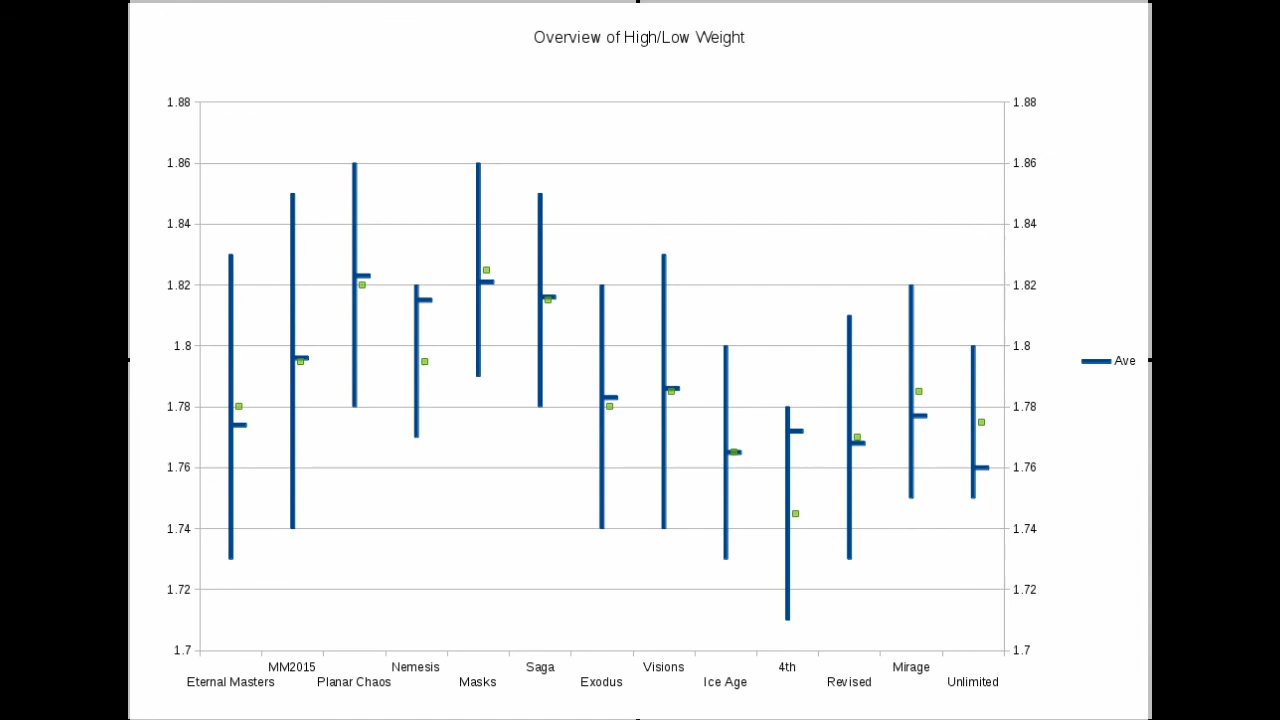 Overview of High/Low Weight
1.88 1.88
1.86 1.86
1.84 1.84
1.82 1.82
1.8 1.8
Ave
1.78 1.78
1.76 1.76
1.74 1.74
1.72 1.72
1.7 1.7
MM2015 Nemesis Saga Visions 4th Mirage
Eternal Masters Planar Chaos Masks Exodus Ice Age Revised Unlimited